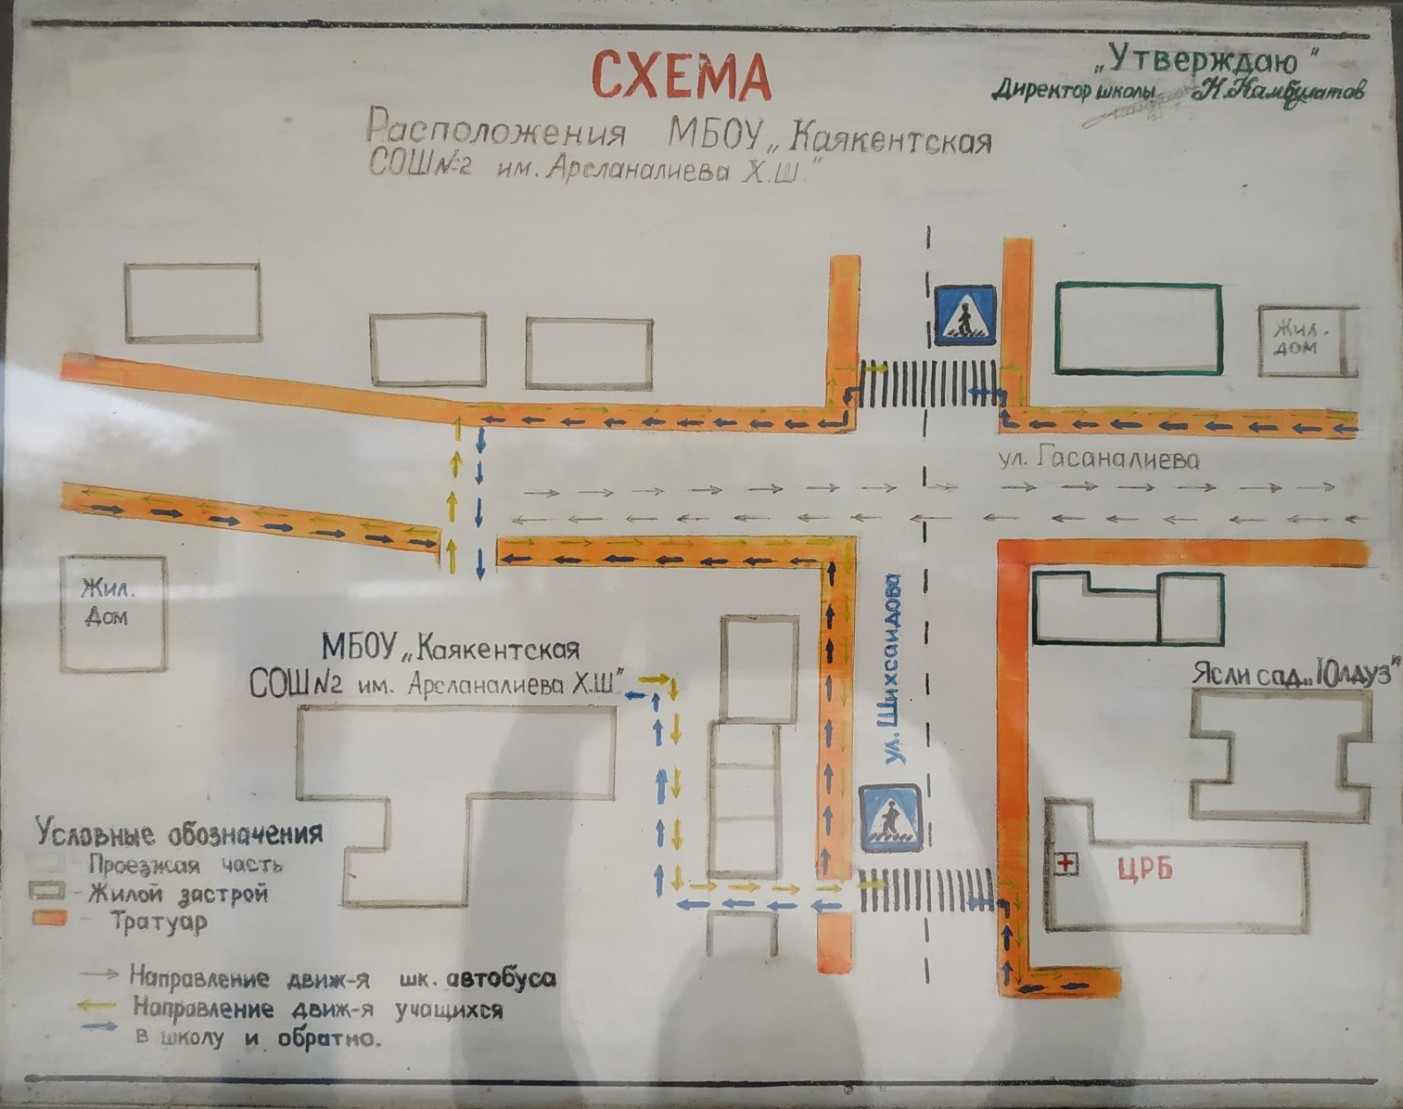 СХЕМА
„Утверждаю"
Директор школы К.Камбулатов
Расположения МБОУ „Каякентская
СОШ№2 им. Арсланалиева Х.Ш."
Жил.
дом
ул. Гасаналиева
Жил.
Дом
ул. Шихсаидова
МБОУ „Каякентская
СОШ№2 им. Арсланалиева Х.Ш"
Ясли сад „Юлдуз"
ЦРБ
Условные обозначения
Проезжая часть
- Жилой застрой
- Тратуар
Направление движ-я шк. автобуса
Направление движ-я учащихся
в школу и обратно.